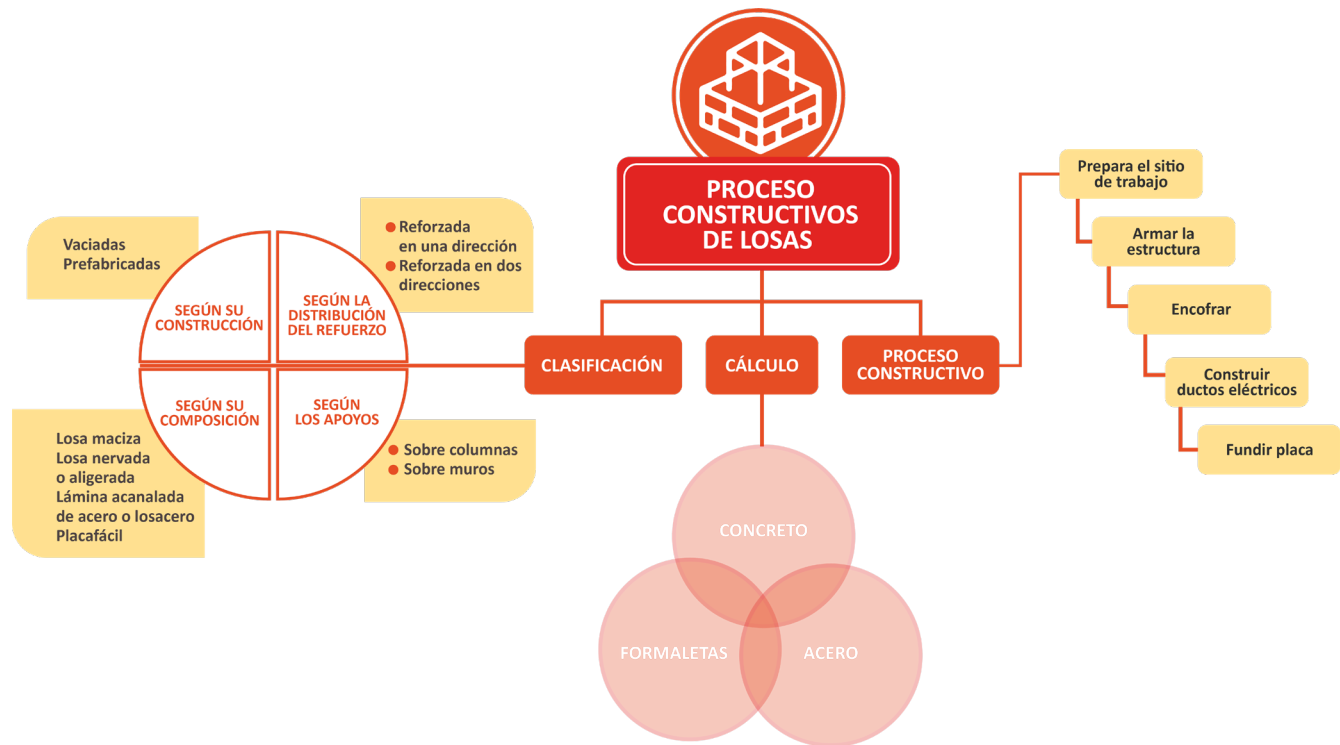 PROCESO
CONSTRUCTIVOS
DE LOSAS
CLASIFICACIÓN
CÁLCULO
PROCESO
CONSTRUCTIVO
Vaciadas
Prefabricadas
SEGÚN SU
CONSTRUCCIÓN
Reforzada
en una dirección
Reforzada en dos
direcciones
SEGÚN LA
DISTRIBUCIÓN
DEL REFUERZO
SEGÚN SU
COMPOSICIÓN
Losa maciza
Losa nervada
o aligerada
Lámina acanalada
de acero o losacero
Placafácil
SEGÚN
LOS APOYOS
Sobre columnas
Sobre muros
CONCRETO
FORMALETAS
ACERO
Prepara el sitio
de trabajo
Armar la
estructura
Encofrar
Construir
ductos eléctricos
Fundir placa